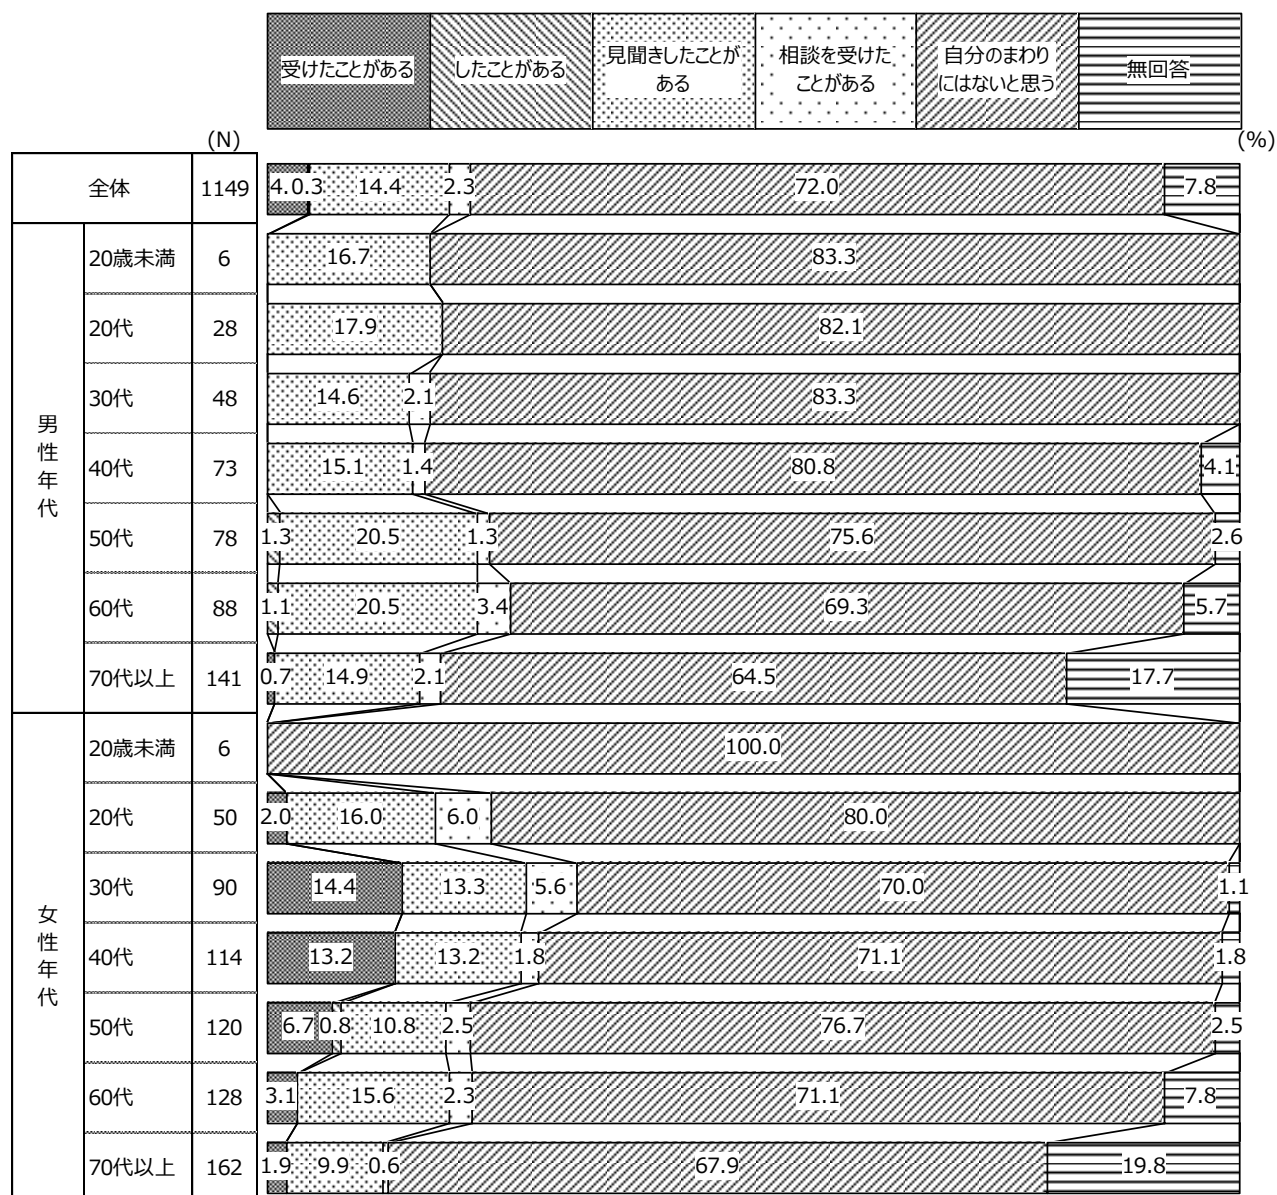 受けたことがある したことがある 見聞きしたことがある 相談を受けたことがある 自分のまわりにはないと思う 無回答
(N) (%)
全体 1149 4.0 0.3 14.4 2.3 72.0 7.8
男性年代
20歳未満 6 16.7 83.3
20代 28 17.9 82.1
30代 48 14.6 2.1 83.3
40代 73 15.1 1.4 80.8 4.1
50代 78 1.3 20.5 1.3 75.6 2.6
60代 88 1.1 20.5 3.4 69.3 5.7
70代以上 141 0.7 14.9 2.1 64.5 17.7
女性年代
20歳未満 6 100.0
20代 50 2.0 16.0 6.0 80.0
30代 90 14.4 13.3 5.6 70.0 1.1
40代 114 13.2 13.2 1.8 71.1 1.8
50代 120 6.7 0.8 10.8 2.5 76.7 2.5
60代 128 3.1 15.6 2.3 71.1 7.8
70代以上 162 1.9 9.9 0.6 67.9 19.8